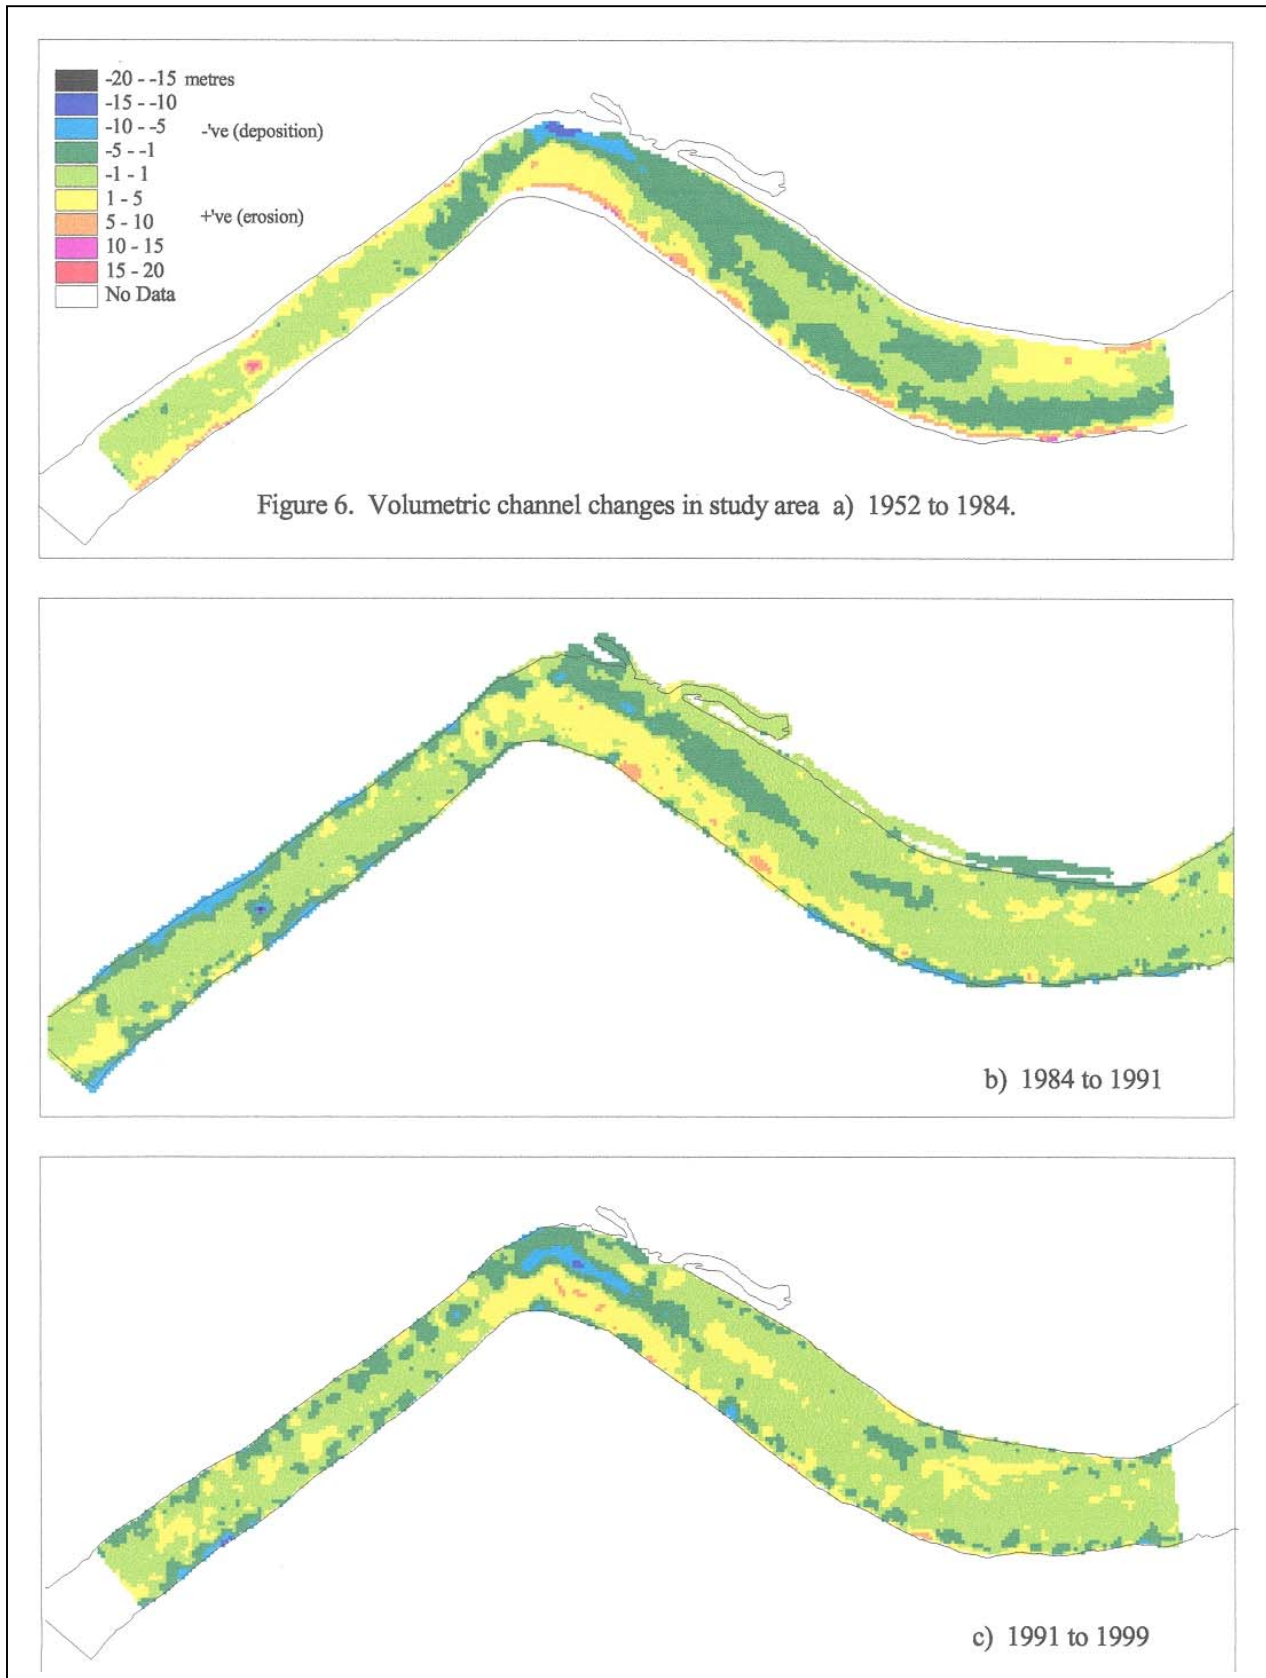 -20 - -15 metres
-15 - -10
-10 - -5 -'ve (deposition)
-5 - -1
-1 - 1
1 - 5
5 - 10 +'ve (erosion)
10 - 15
15 - 20
No Data
Figure 6. Volumetric channel changes in study area a) 1952 to 1984.
b) 1984 to 1991
c) 1991 to 1999